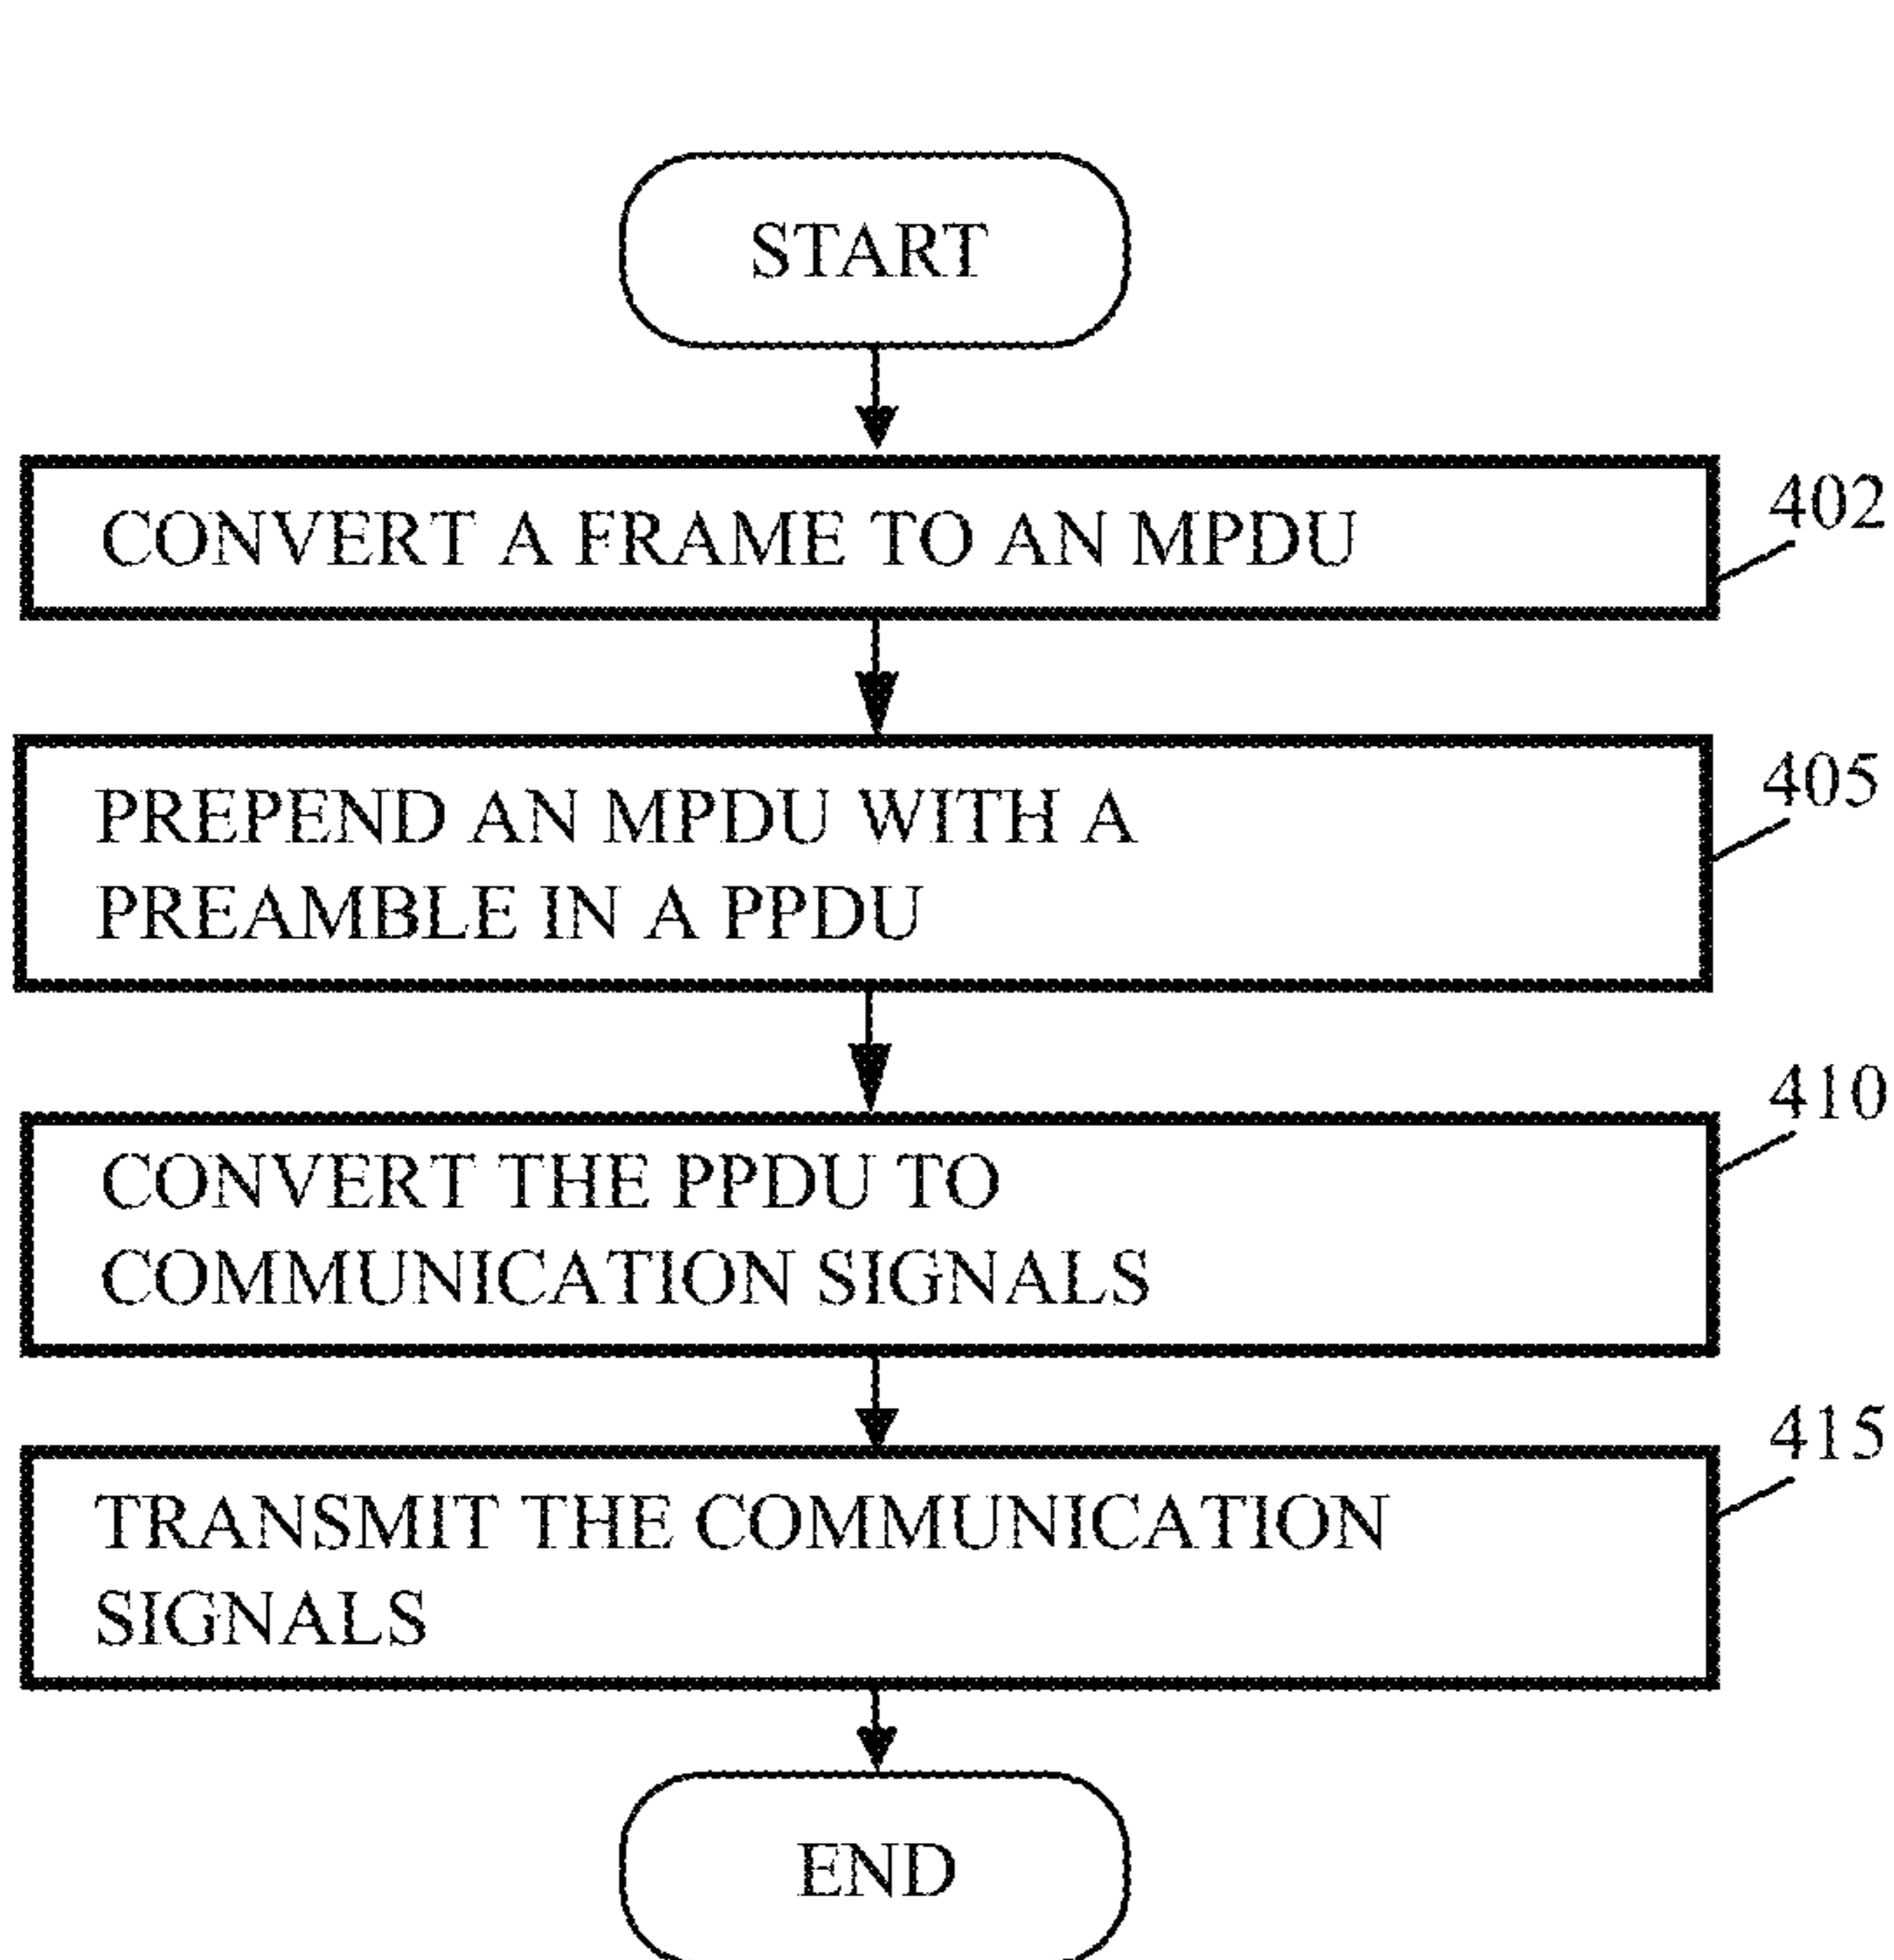 START
CONVERT A FRAME TO AN MPDU
402
PREPEND AN MPDU WITH A
PREAMBLE IN A PPDU
405
CONVERT THE PPDU TO
COMMUNICATION SIGNALS
410
TRANSMIT THE COMMUNICATION
SIGNALS
415
END